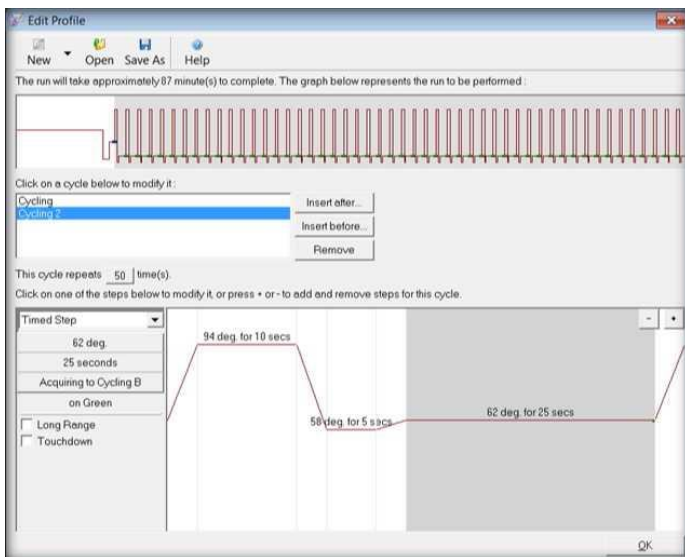 Edit Profile
New Open Save As Help
The run will take approximately 87 minute(s) to complete. The graph below represents the run to be performed :
Click on a cycle below to modify it :
Cycling
Cycling 2
Insert after...
Insert before...
Remove
This cycle repeats 50 time(s).
Click on one of the steps below to modify it, or press + or - to add and remove steps for this cycle.
Timed Step
- +
62 deg.
25 seconds
Acquiring to Cycling B
on Green
Long Range
Touchdown
94 deg. for 10 secs
58 deg. for 5 secs
62 deg. for 25 secs
OK